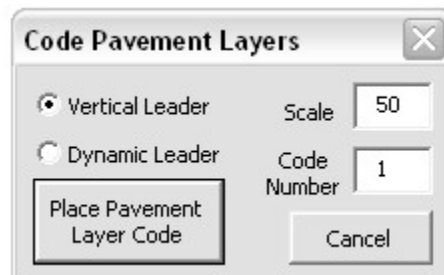 Code Pavement Layers
Vertical Leader
Scale
50
Dynamic Leader
Code
Number
1
Place Pavement
Layer Code
Cancel